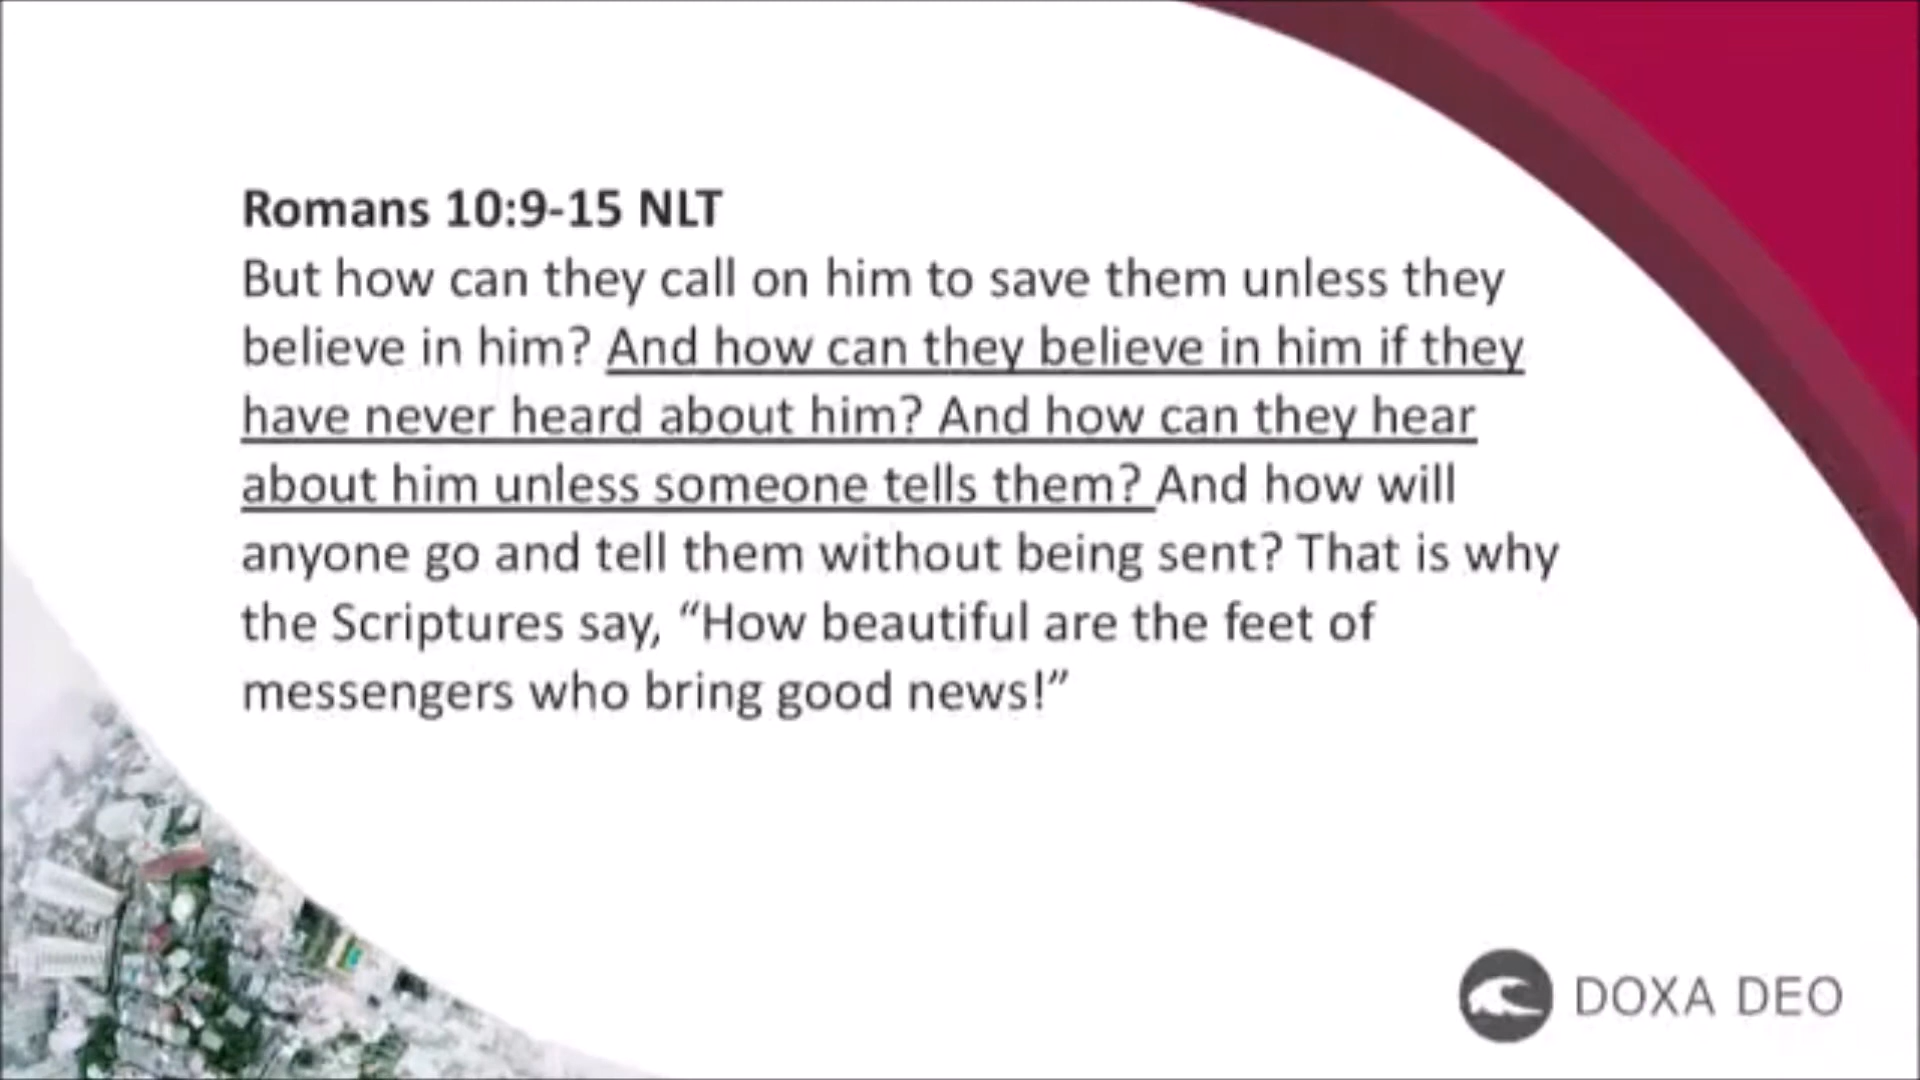 Romans 10:9-15 NLT
But how can they call on him to save them unless they
believe in him? And how can they believe in him if they
have never heard about him? And how can they hear
about him unless someone tells them? And how will
anyone go and tell them without being sent? That is why
the Scriptures say, “How beautiful are the feet of
messengers who bring good news!”
DOXA DEO